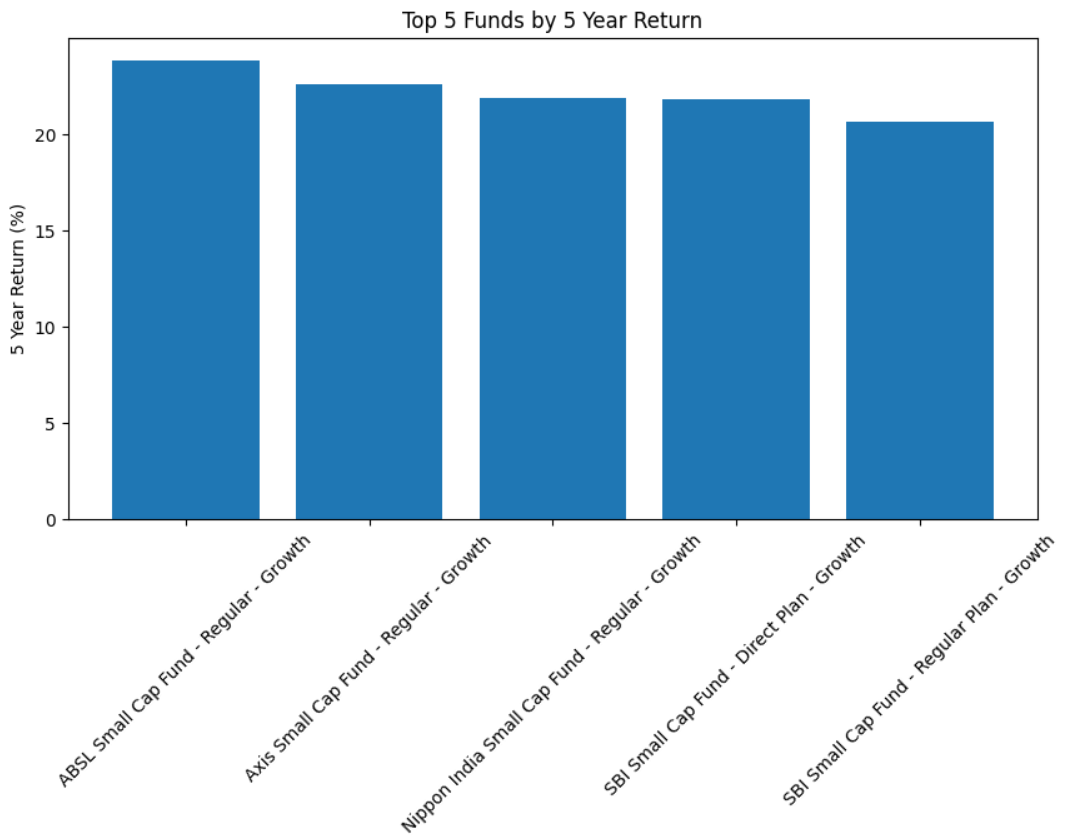 Top 5 Funds by 5 Year Return
5 Year Return (%)
20
15
10
5
0
ABSL Small Cap Fund - Regular - Growth
Axis Small Cap Fund - Regular - Growth
Nippon India Small Cap Fund - Regular - Growth
SBI Small Cap Fund - Direct Plan - Growth
SBI Small Cap Fund - Regular Plan - Growth